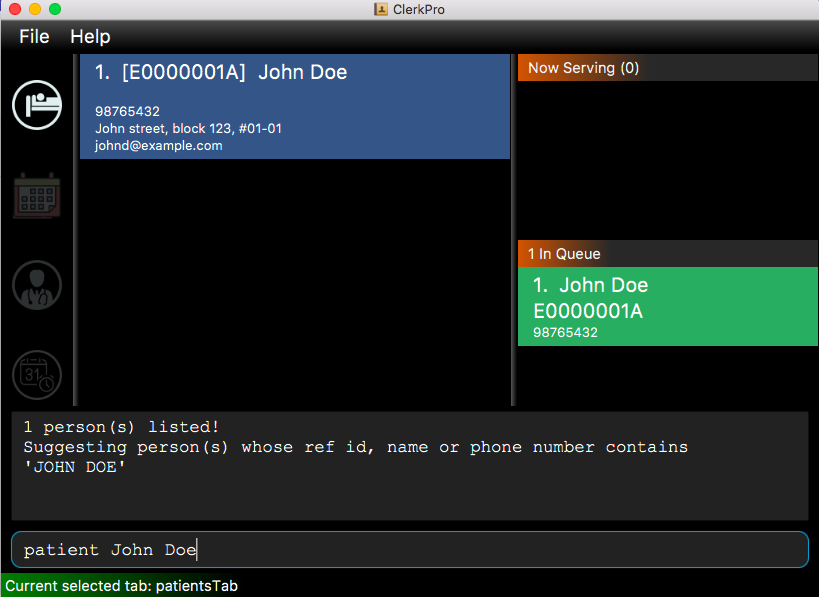 ClerkPro
File Help
1. [E0000001A] John Doe
98765432
John street, block 123, #01-01
johnd@example.com
Now Serving (0)
1 In Queue
1. John Doe
E0000001A
98765432
31
1 person(s) listed!
Suggesting person(s) whose ref id, name or phone number contains
'JOHN DOE'
patient John Doe
Current selected tab: patientsTab